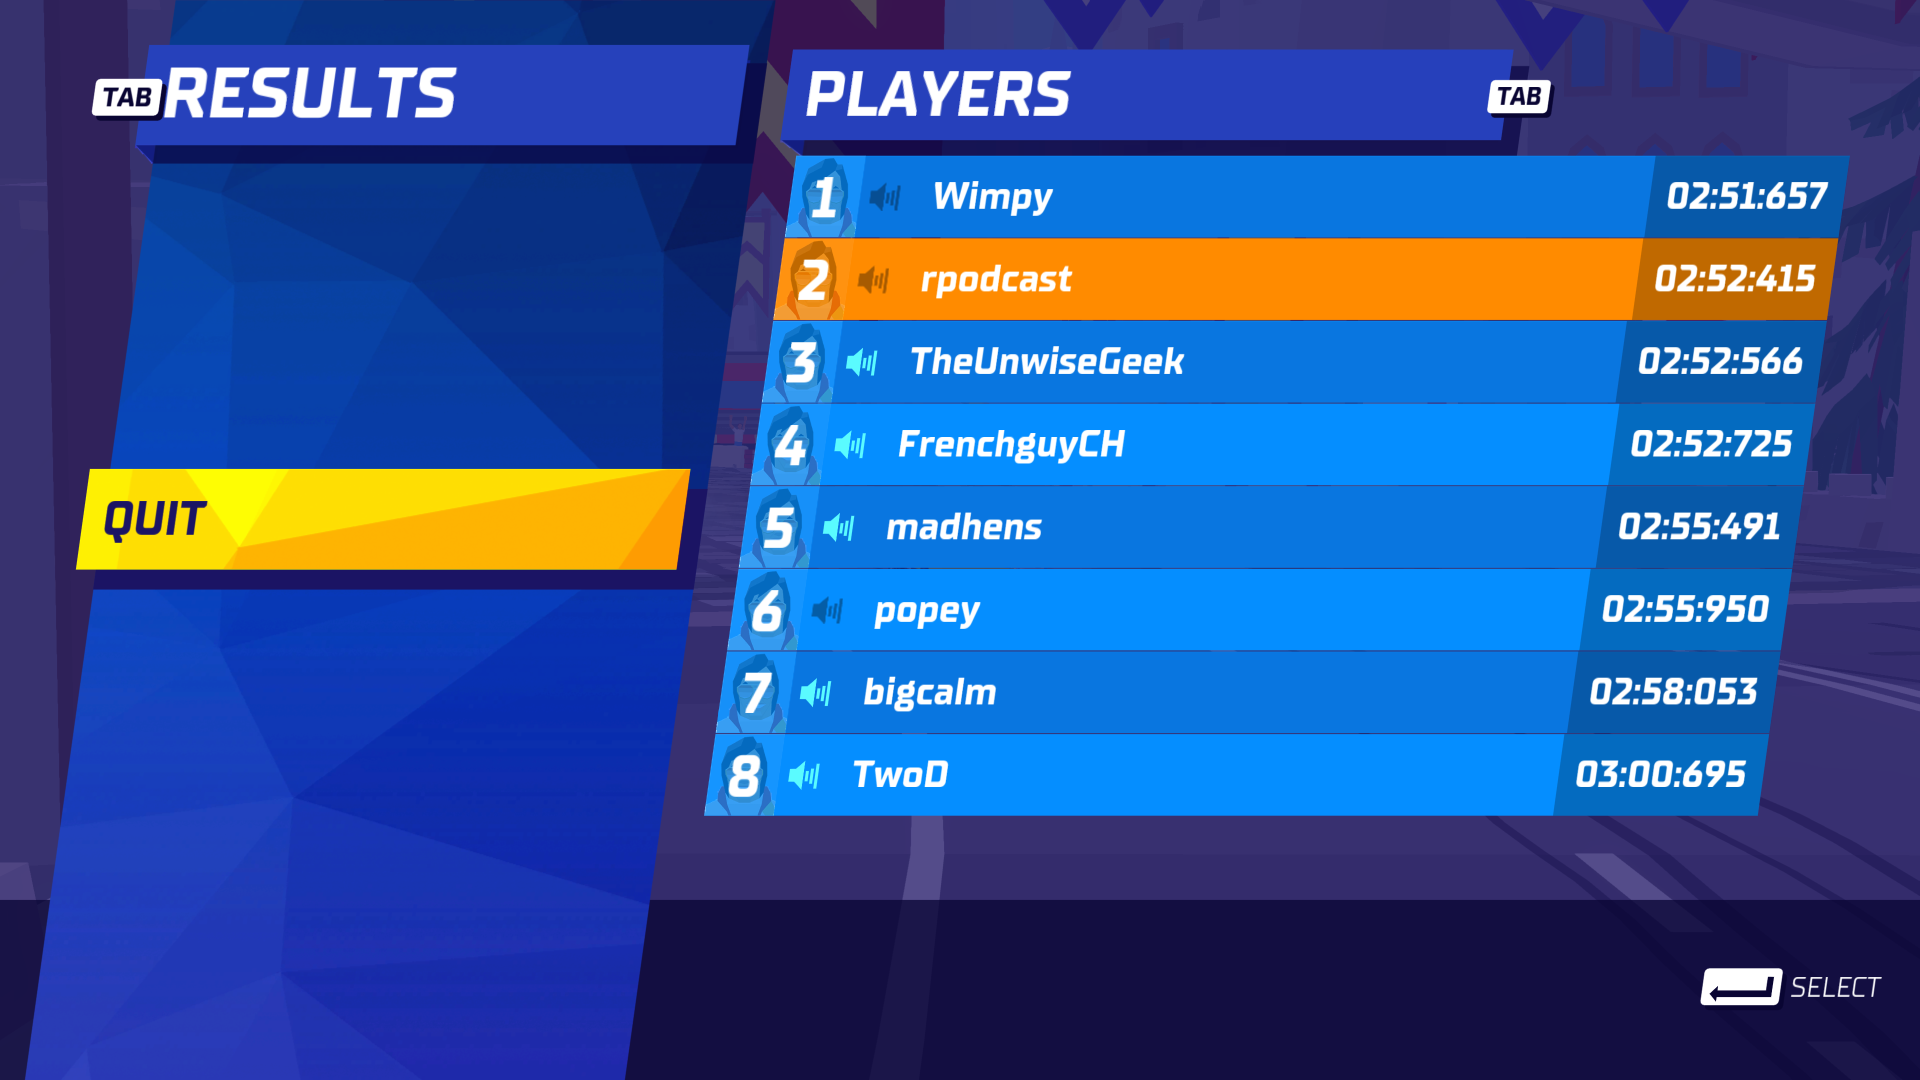 TAB RESULTS
QUIT
PLAYERS TAB
1 Wimpy 02:51:657
2 rpodcast 02:52:415
3 TheUnwiseGeek 02:52:566
4 FrenchguyCH 02:52:725
5 madhens 02:55:491
6 popey 02:55:950
7 bigcalm 02:58:053
8 TwoD 03:00:695
SELECT